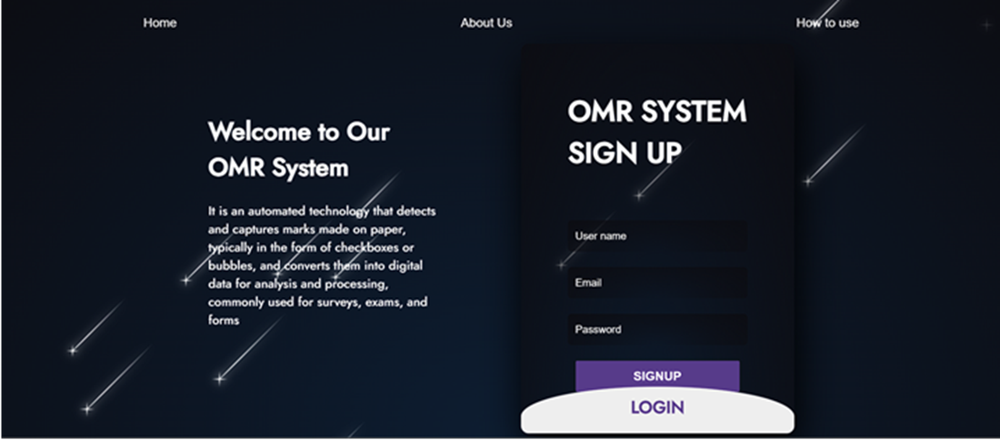 Home
About Us
How to use
Welcome to Our
OMR System
It is an automated technology that detects
and captures marks made on paper,
typically in the form of checkboxes or
bubbles, and converts them into digital
data for analysis and processing,
commonly used for surveys, exams, and
forms
OMR SYSTEM
SIGN UP
User name
Email
Password
SIGNUP
LOGIN